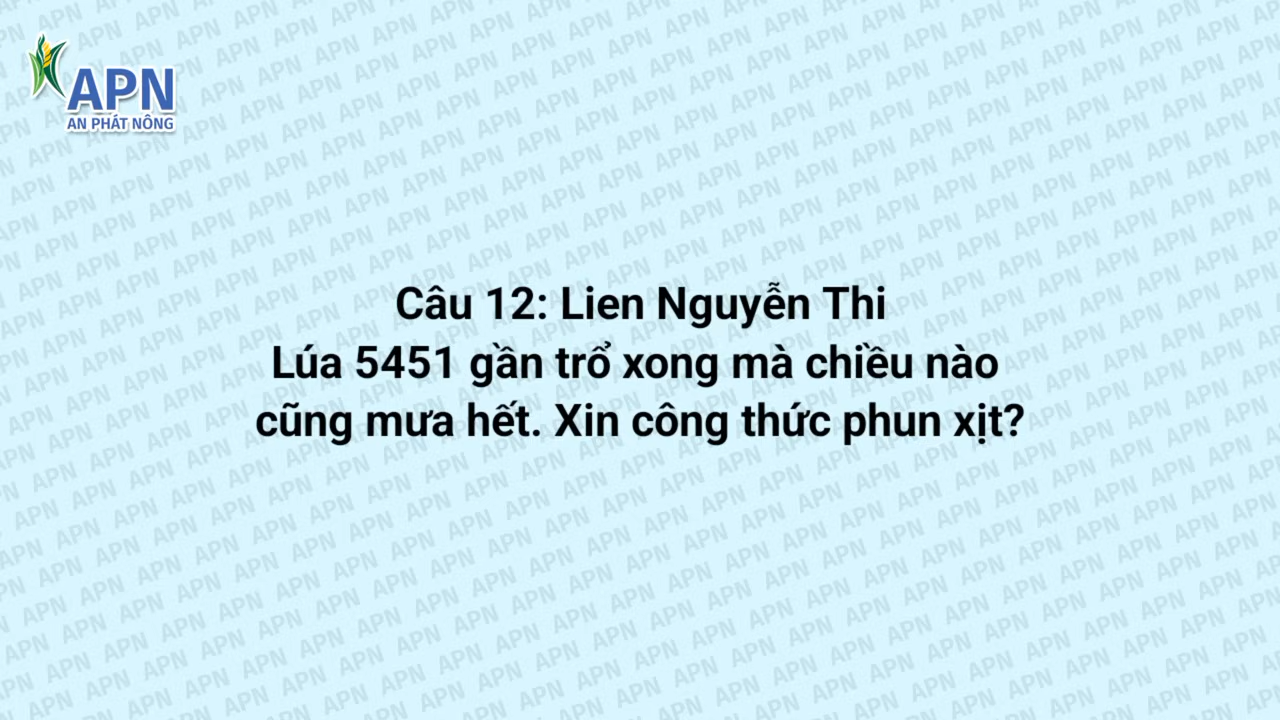 APN
AN PHÁT NÔNG
Câu 12: Lien Nguyễn Thi
Lúa 5451 gần trổ xong mà chiều nào
cũng mưa hết. Xin công thức phun xịt?